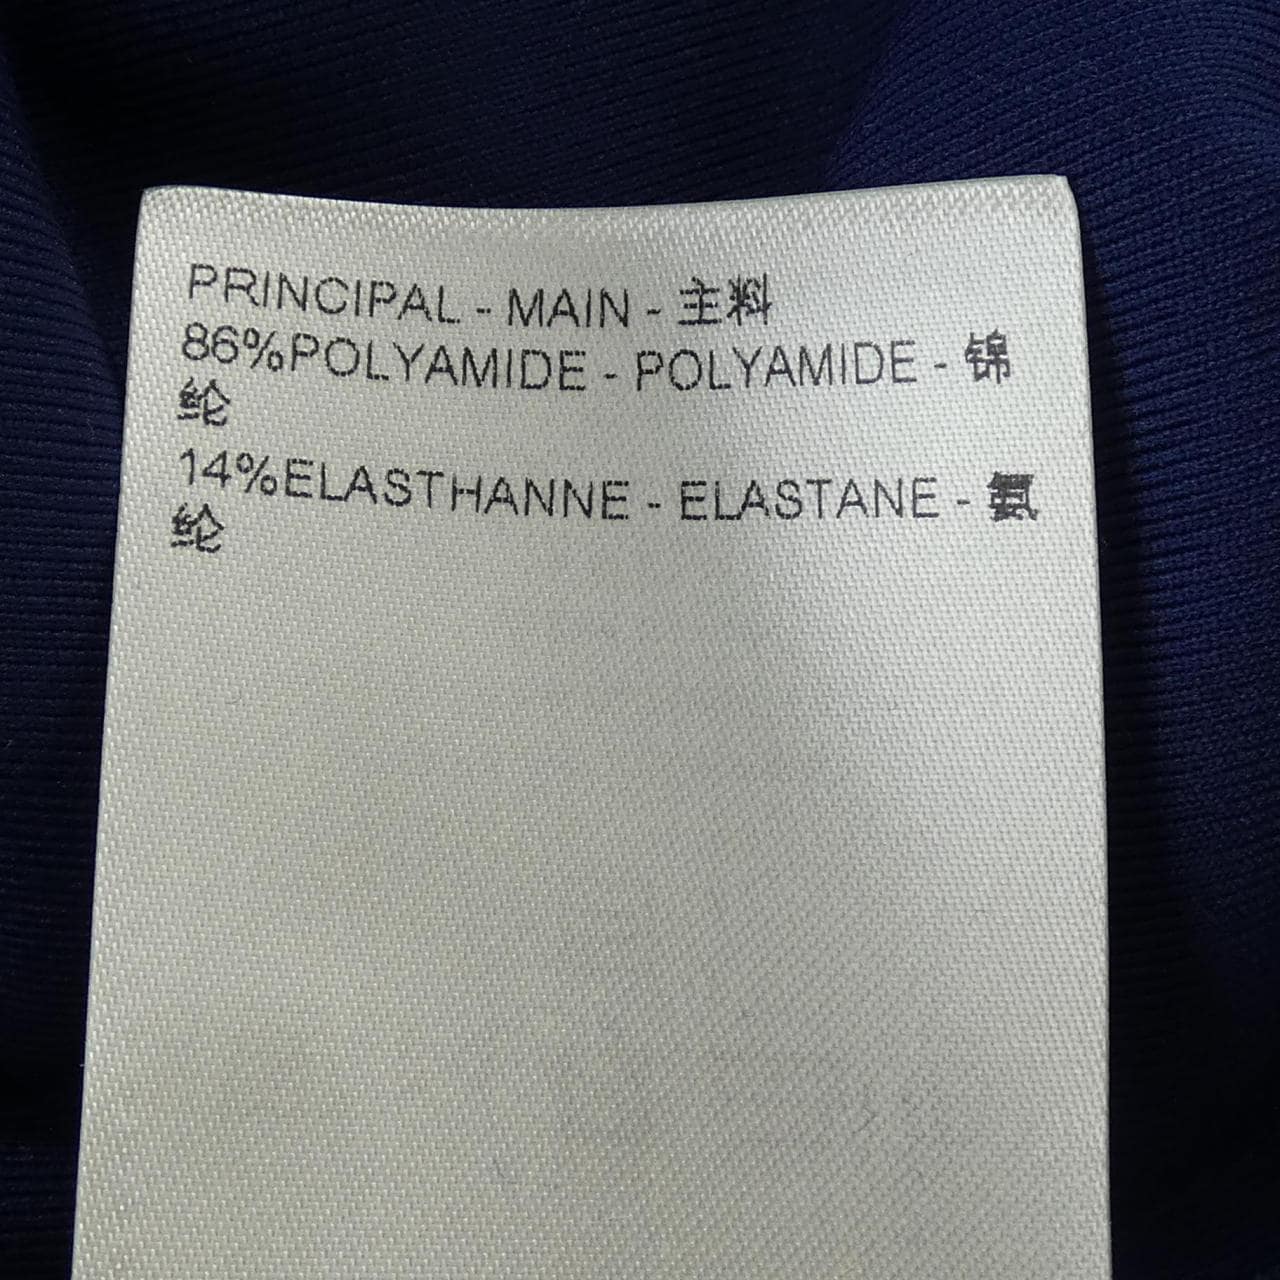 PRINCIPAL - MAIN - 主料
86%POLYAMIDE - POLYAMIDE - 锦
纶
14%ELASTHANNE - ELASTANE - 氨
纶